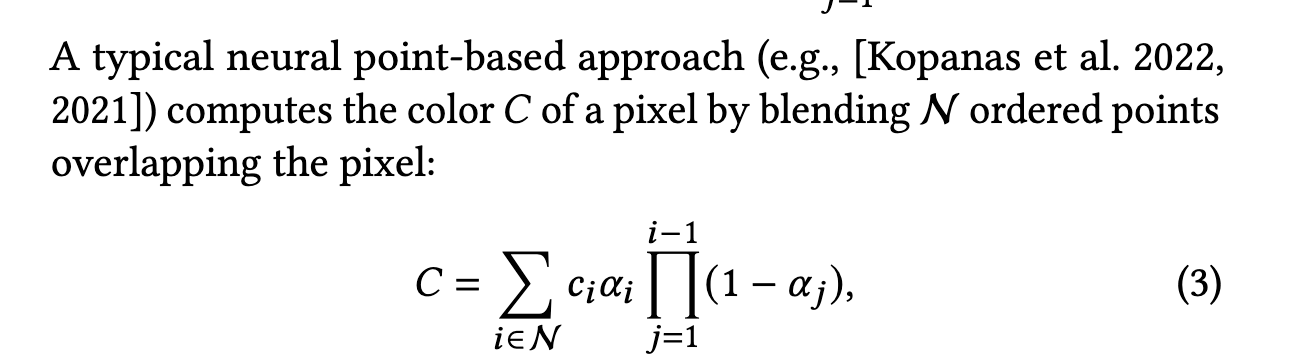 j=1
A typical neural point-based approach (e.g., [Kopanas et al. 2022,
2021]) computes the color C of a pixel by blending 𝒩 ordered points
overlapping the pixel:
C = ∑_{i∈𝒩} c_i α_i ∏_{j=1}^{i−1} (1 − α_j), (3)